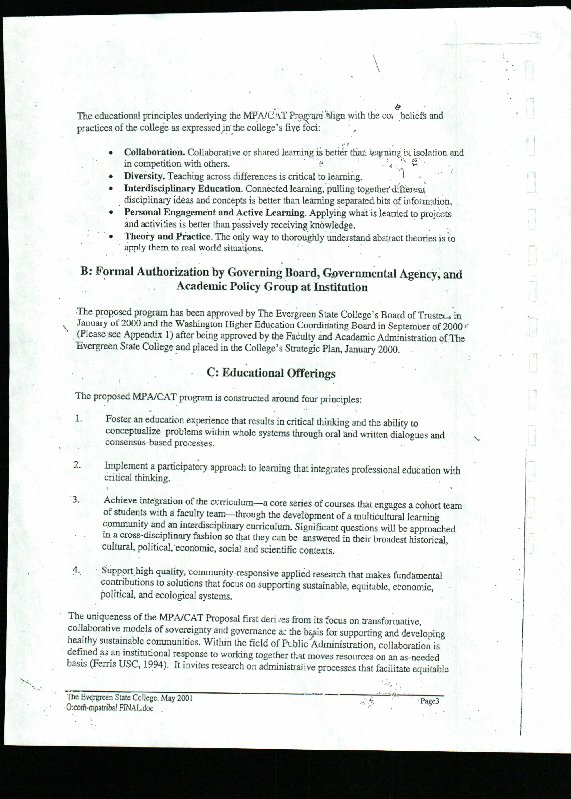 The educational principles underlying the MPA/CAT Program align with the beliefs and
practices of the college as expressed in the college's five foci:
• Collaboration. Collaborative or shared learning is better than learning in isolation and
in competition with others.
• Diversity. Teaching across differences is critical to learning.
• Interdisciplinary Education. Connected learning, pulling together different
disciplinary ideas and concepts is better than learning separated bits of information.
• Personal Engagement and Active Learning. Applying what is learned to projects
and activities is better than passively receiving knowledge.
• Theory and Practice. The only way to thoroughly understand abstract theories is to
apply them to real world situations.
B: Formal Authorization by Governing Board, Governmental Agency, and
Academic Policy Group at Institution
The proposed program has been approved by The Evergreen State College's Board of Trustees in
January of 2000 and the Washington Higher Education Coordinating Board in September of 2000
(Please see Appendix 1) after being approved by the Faculty and Academic Administration of The
Evergreen State College and placed in the College's Strategic Plan, January 2000.
C: Educational Offerings
The proposed MPA/CAT program is constructed around four principles:
1. Foster an education experience that results in critical thinking and the ability to
conceptualize problems within whole systems through oral and written dialogues and
consensus-based processes.
2. Implement a participatory approach to learning that integrates professional education with
critical thinking.
3. Achieve integration of the curriculum—a core series of courses that engages a cohort team
of students with a faculty team—through the development of a multicultural learning
community and an interdisciplinary curriculum. Significant questions will be approached
in a cross-disciplinary fashion so that they can be answered in their broadest historical,
cultural, political, economic, social and scientific contexts.
4. Support high quality, community-responsive applied research that makes fundamental
contributions to solutions that focus on supporting sustainable, equitable, economic,
political, and ecological systems.
The uniqueness of the MPA/CAT Proposal first derives from its focus on transformative,
collaborative models of sovereignty and governance as the basis for supporting and developing
healthy sustainable communities. Within the field of Public Administration, collaboration is
defined as an institutional response to working together that moves resources on an as-needed
basis (Ferris USC, 1994). It invites research on administrative processes that facilitate equitable
The Evergreen State College May 2001
Page3
O:com-mpatribal FINAL.doc